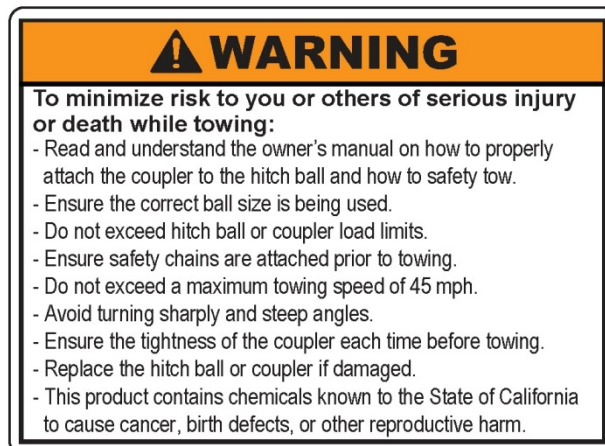 WARNING
To minimize risk to you or others of serious injury
or death while towing:
- Read and understand the owner's manual on how to properly
attach the coupler to the hitch ball and how to safety tow.
- Ensure the correct ball size is being used.
- Do not exceed hitch ball or coupler load limits.
- Ensure safety chains are attached prior to towing.
- Do not exceed a maximum towing speed of 45 mph.
- Avoid turning sharply and steep angles.
- Ensure the tightness of the coupler each time before towing.
- Replace the hitch ball or coupler if damaged.
- This product contains chemicals known to the State of California
to cause cancer, birth defects, or other reproductive harm.